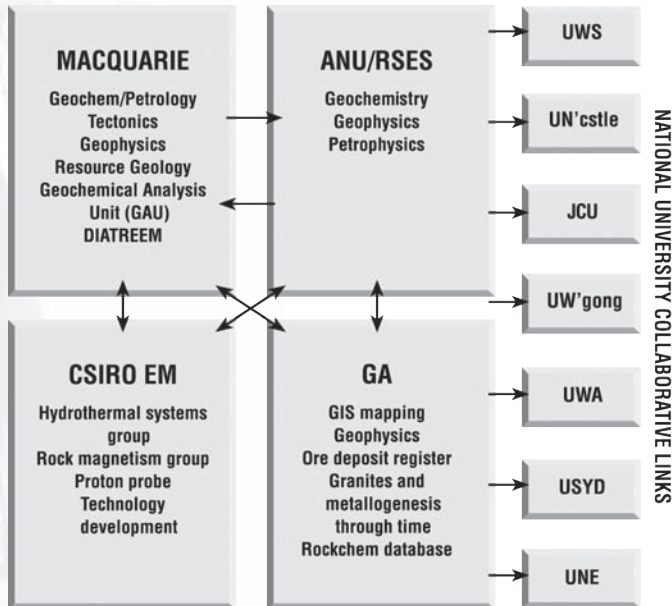 MACQUARIE
Geochem/Petrology
Tectonics
Geophysics
Resource Geology
Geochemical Analysis
Unit (GAU)
DIATREEM
ANU/RSES
Geochemistry
Geophysics
Petrophysics
CSIRO EM
Hydrothermal systems
group
Rock magnetism group
Proton probe
Technology
development
GA
GIS mapping
Geophysics
Ore deposit register
Granites and
metallogenesis
through time
Rockchem database
UWS
UN'cstle
JCU
UW'gong
UWA
USYD
UNE
NATIONAL UNIVERSITY COLLABORATIVE LINKS